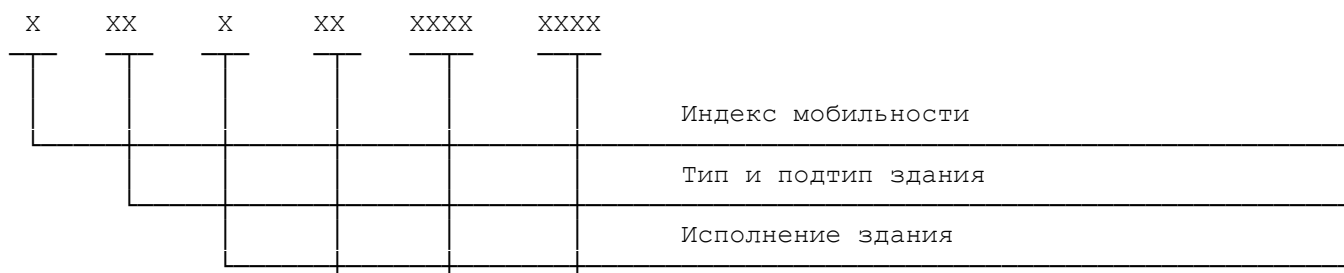 X XX X XX XXXX XXXX
Индекс мобильности
Тип и подтип здания
Исполнение здания